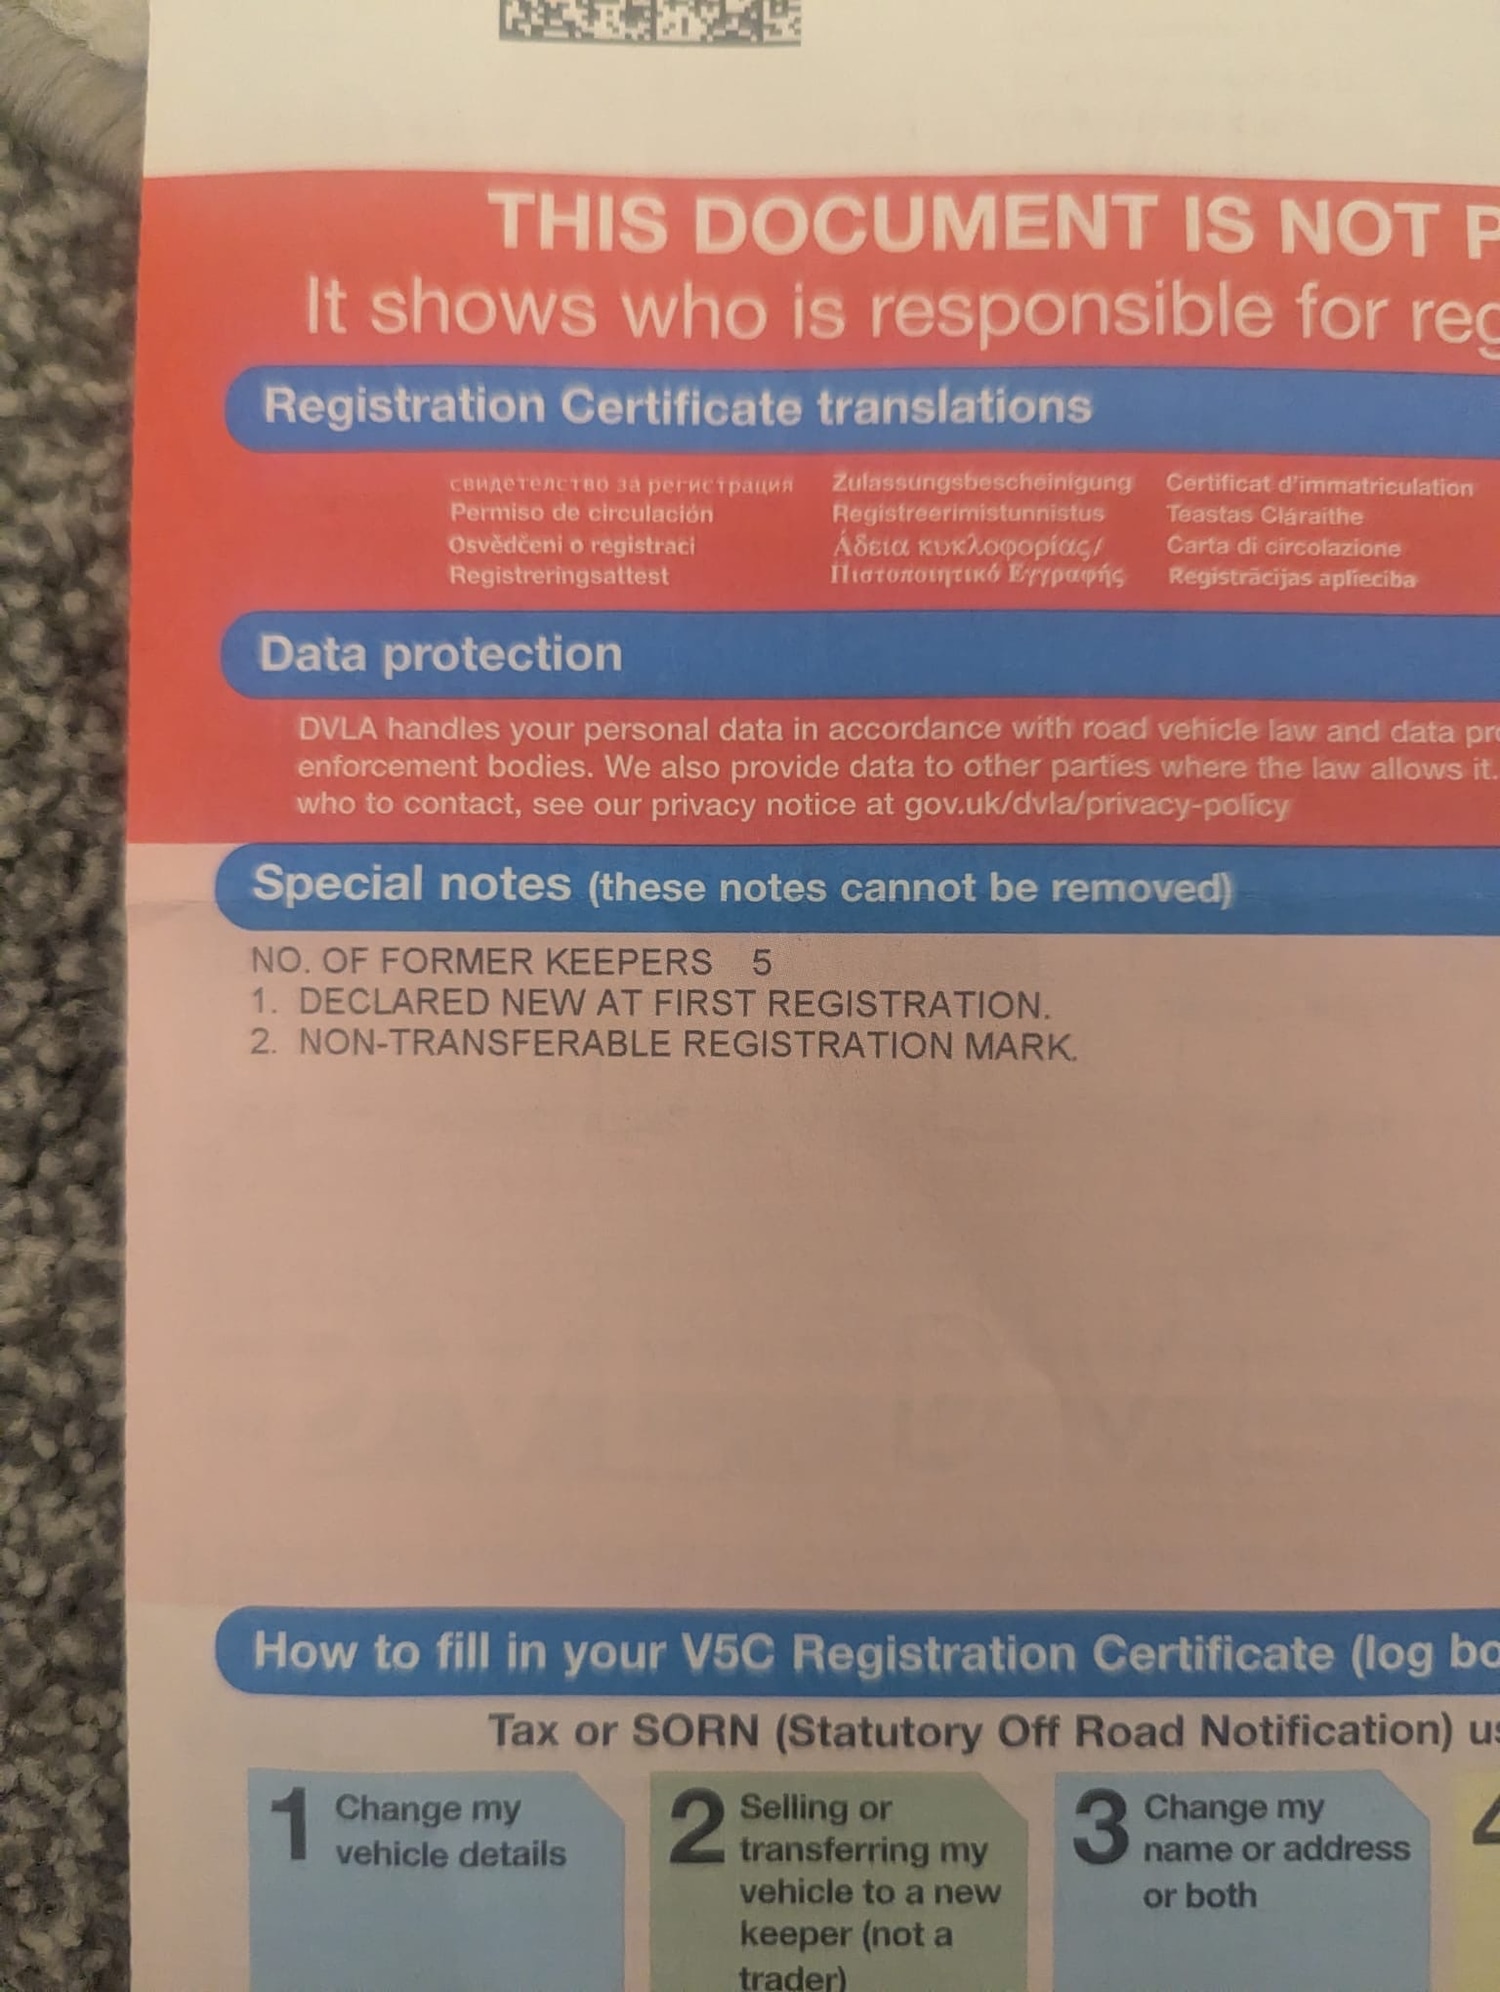 THIS DOCUMENT IS NOT P
It shows who is responsible for reg
Registration Certificate translations
свидетелство за регистрация Zulassungsbescheinigung Certificat d'immatriculation
Permiso de circulación Registreerimistunnistus Teastas Cláraithe
Osvědčeni o registraci Άδεια κυκλοφορίας/ Carta di circolazione
Registreringsattest Πιστοποιητικό Εγγραφής Registrācijas apliecība
Data protection
DVLA handles your personal data in accordance with road vehicle law and data pro
enforcement bodies. We also provide data to other parties where the law allows it.
who to contact, see our privacy notice at gov.uk/dvla/privacy-policy
Special notes (these notes cannot be removed)
NO. OF FORMER KEEPERS 5
1. DECLARED NEW AT FIRST REGISTRATION.
2. NON-TRANSFERABLE REGISTRATION MARK.
How to fill in your V5C Registration Certificate (log bo
Tax or SORN (Statutory Off Road Notification) us
1 Change my
vehicle details
2 Selling or
transferring my
vehicle to a new
keeper (not a
trader)
3 Change my
name or address
or both
4